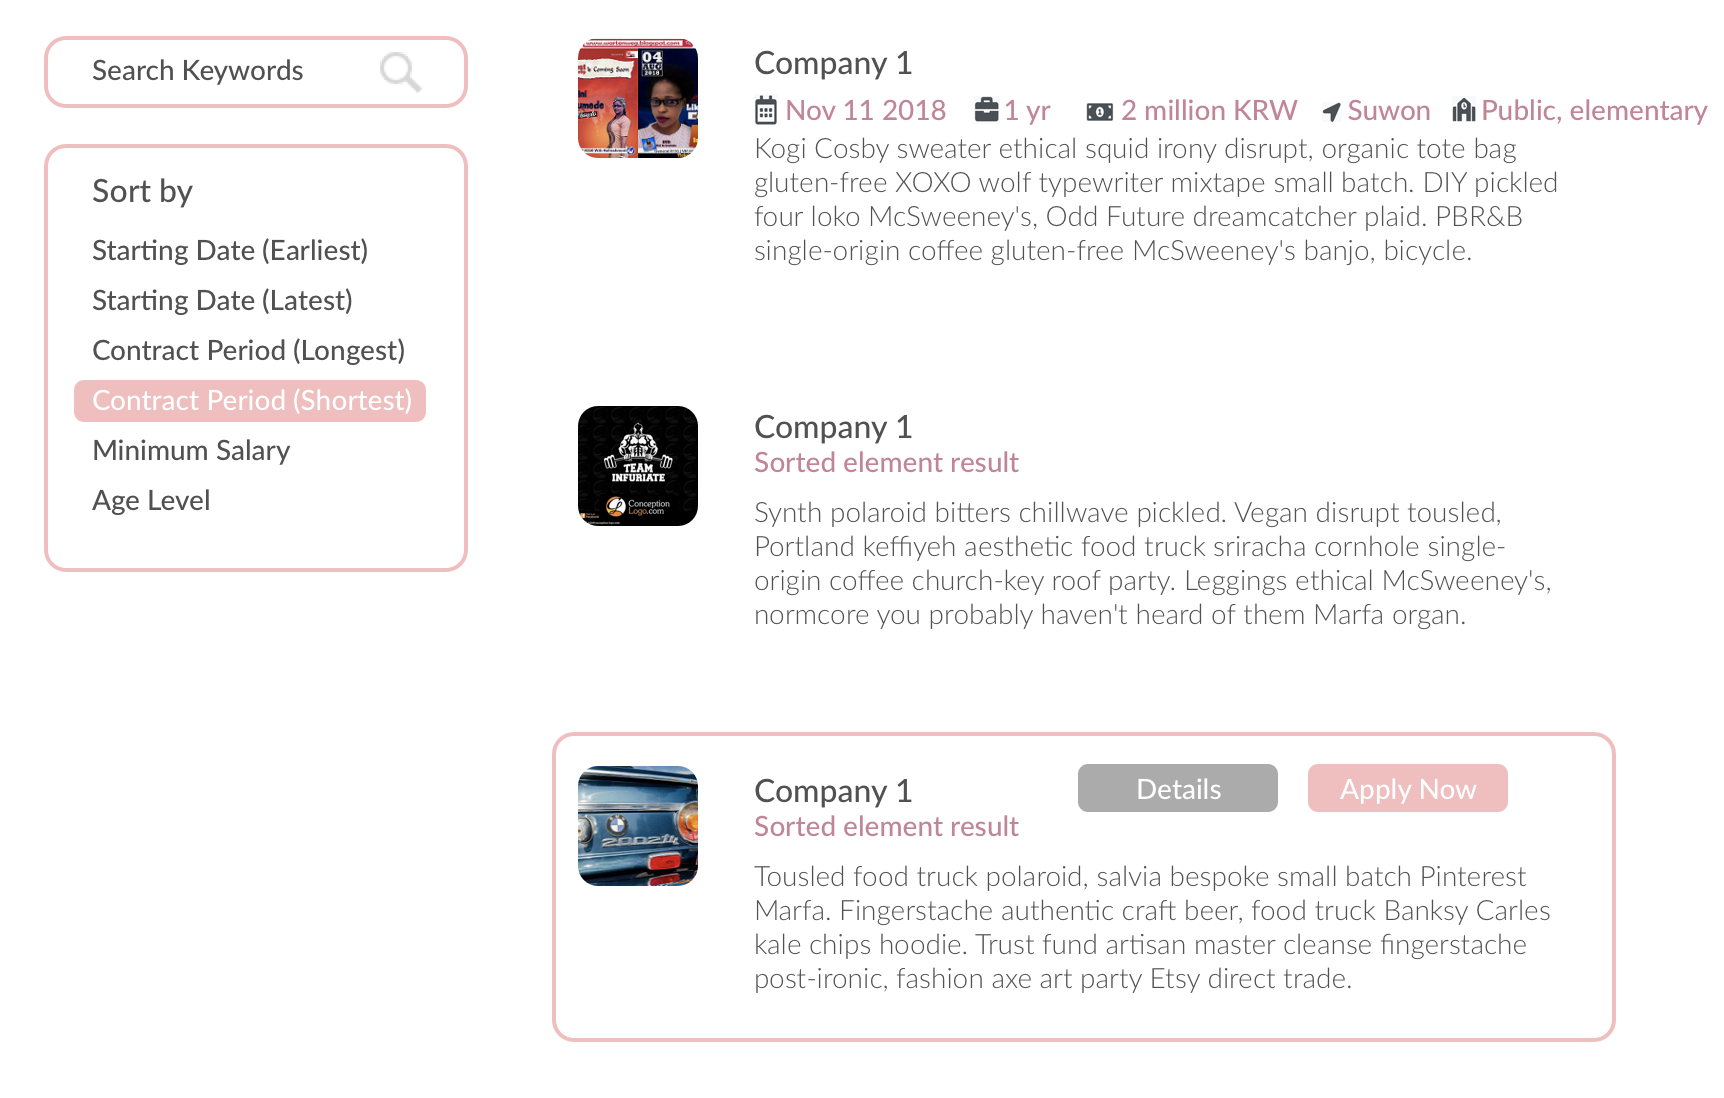 Search Keywords
Sort by
Starting Date (Earliest)
Starting Date (Latest)
Contract Period (Longest)
Contract Period (Shortest)
Minimum Salary
Age Level
04
AUG
2018
Coming Soon
Company 1
Nov 11 2018 1 yr 2 million KRW Suwon Public, elementary
Kogi Cosby sweater ethical squid irony disrupt, organic tote bag
gluten-free XOXO wolf typewriter mixtape small batch. DIY pickled
four loko McSweeney's, Odd Future dreamcatcher plaid. PBR&B
single-origin coffee gluten-free McSweeney's banjo, bicycle.
TEAM
INFURIATE
Conception
Logo.com
Company 1
Sorted element result
Synth polaroid bitters chillwave pickled. Vegan disrupt tousled,
Portland keffiyeh aesthetic food truck sriracha cornhole single-
origin coffee church-key roof party. Leggings ethical McSweeney's,
normcore you probably haven't heard of them Marfa organ.
Company 1
Details
Apply Now
Sorted element result
Tousled food truck polaroid, salvia bespoke small batch Pinterest
Marfa. Fingerstache authentic craft beer, food truck Banksy Carles
kale chips hoodie. Trust fund artisan master cleanse fingerstache
post-ironic, fashion axe art party Etsy direct trade.